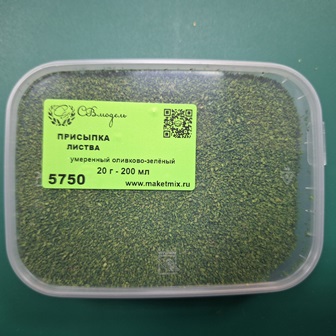 СВмодель
ПРИСЫПКА
ЛИСТВА
умеренный оливково-зелёный
20 г - 200 мл
5750
www.maketmix.ru